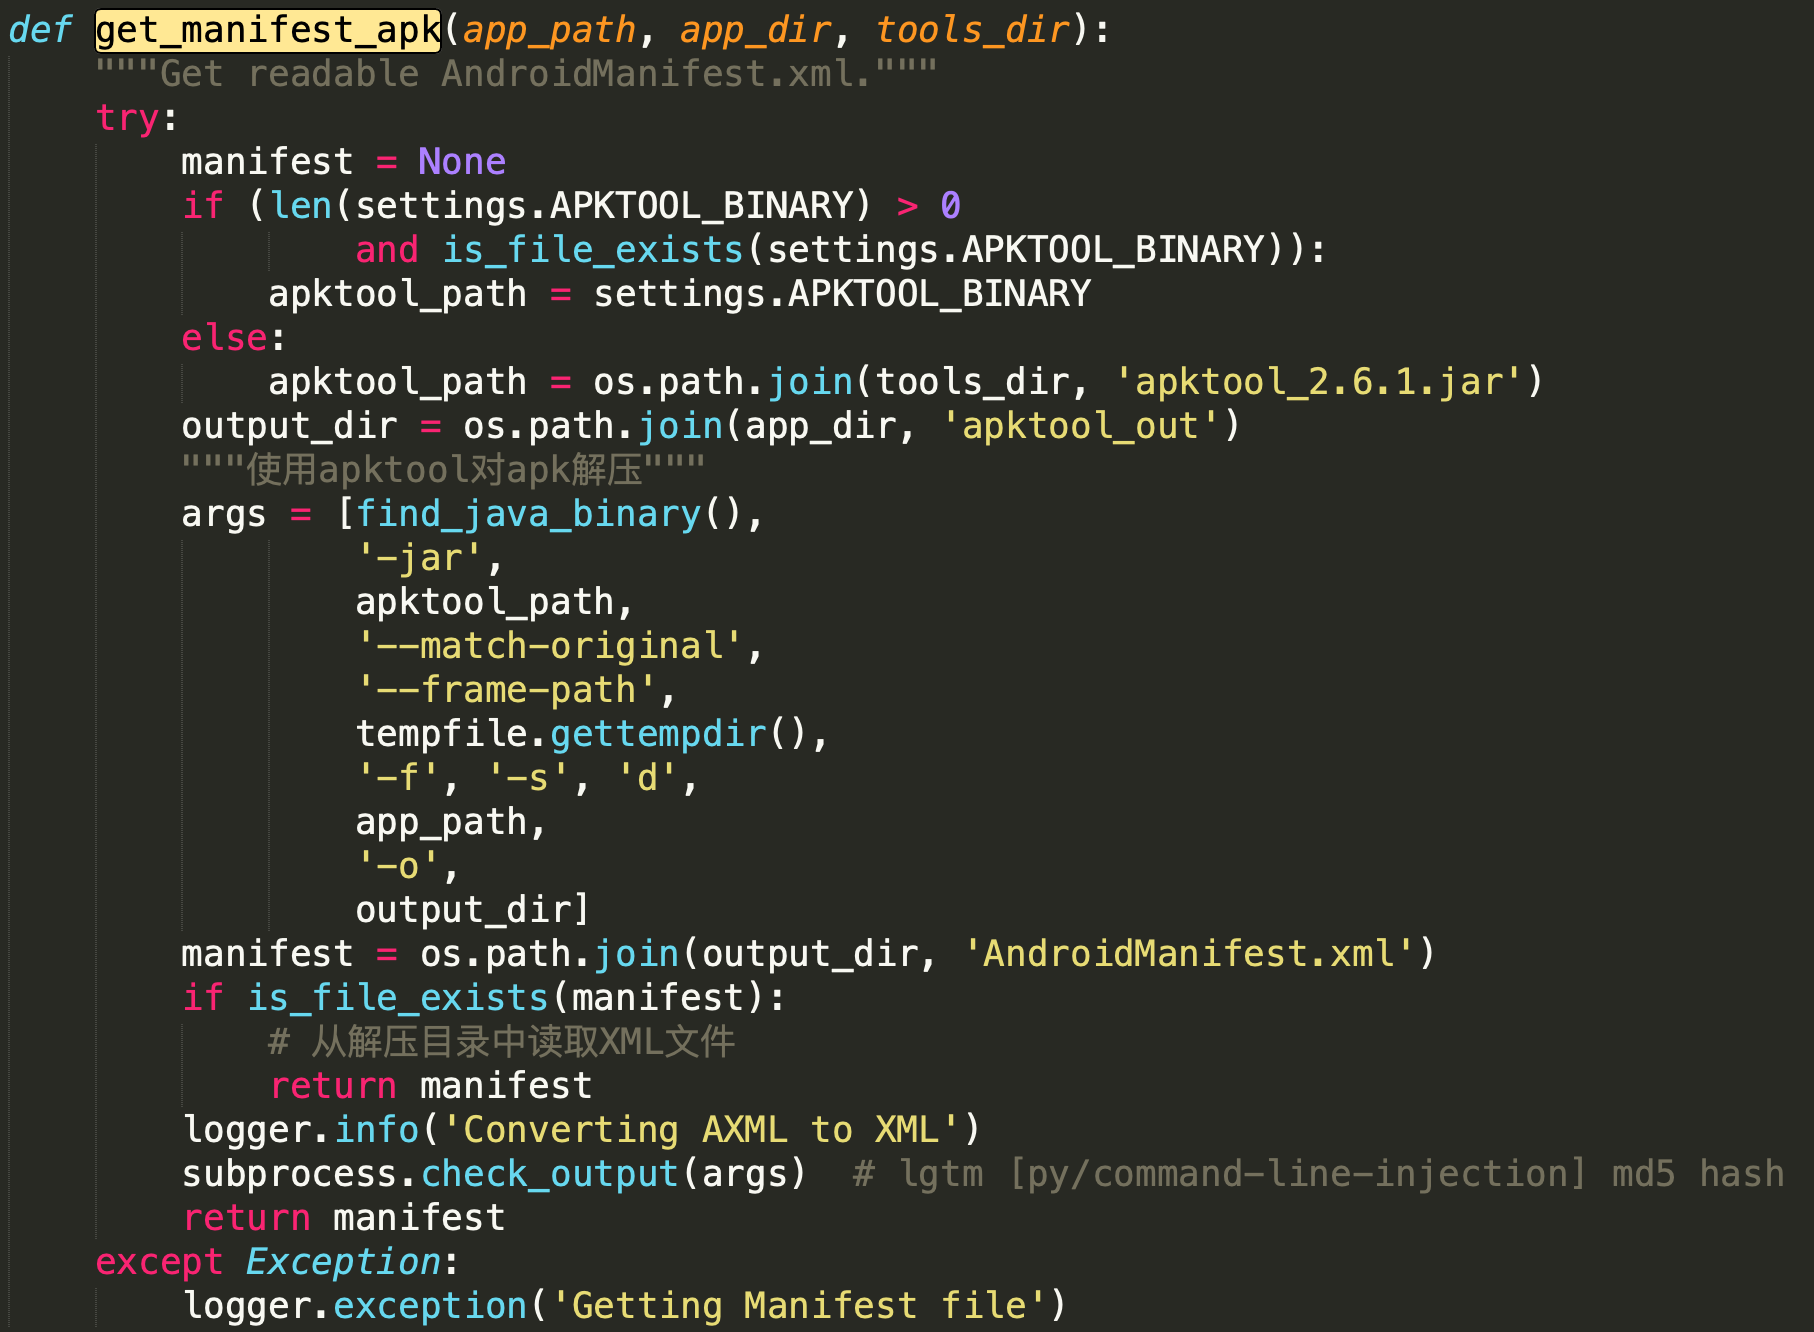 def get_manifest_apk(app_path, app_dir, tools_dir):
    """Get readable AndroidManifest.xml."""
    try:
        manifest = None
        if (len(settings.APKTOOL_BINARY) > 0
                and is_file_exists(settings.APKTOOL_BINARY)):
            apktool_path = settings.APKTOOL_BINARY
        else:
            apktool_path = os.path.join(tools_dir, 'apktool_2.6.1.jar')
        output_dir = os.path.join(app_dir, 'apktool_out')
        """使用apktool对apk解压"""
        args = [find_java_binary(),
                '-jar',
                apktool_path,
                '--match-original',
                '--frame-path',
                tempfile.gettempdir(),
                '-f', '-s', 'd',
                app_path,
                '-o',
                output_dir]
        manifest = os.path.join(output_dir, 'AndroidManifest.xml')
        if is_file_exists(manifest):
            # 从解压目录中读取XML文件
            return manifest
        logger.info('Converting AXML to XML')
        subprocess.check_output(args)  # lgtm [py/command-line-injection] md5 hash
        return manifest
    except Exception:
        logger.exception('Getting Manifest file')